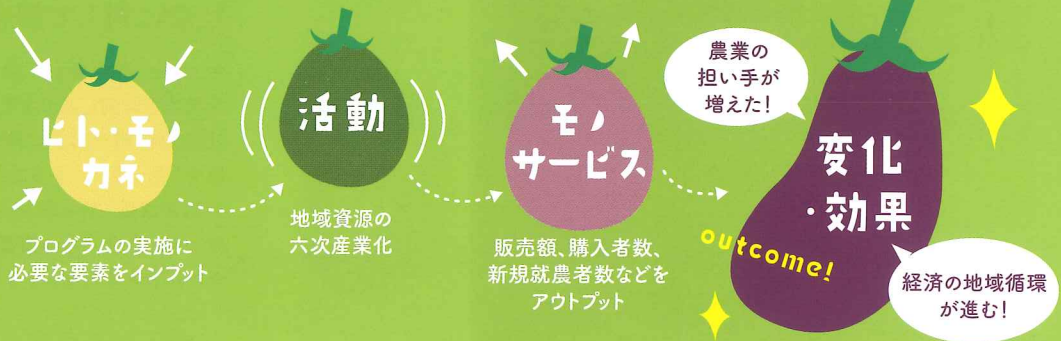 ヒト・モノ
カネ
プログラムの実施に
必要な要素をインプット
活動
地域資源の
六次産業化
モノ
サービス
販売額、購入者数、
新規就農者数などを
アウトプット
農業の
担い手が
増えた!
変化
・効果
outcome!
経済の地域循環
が進む!